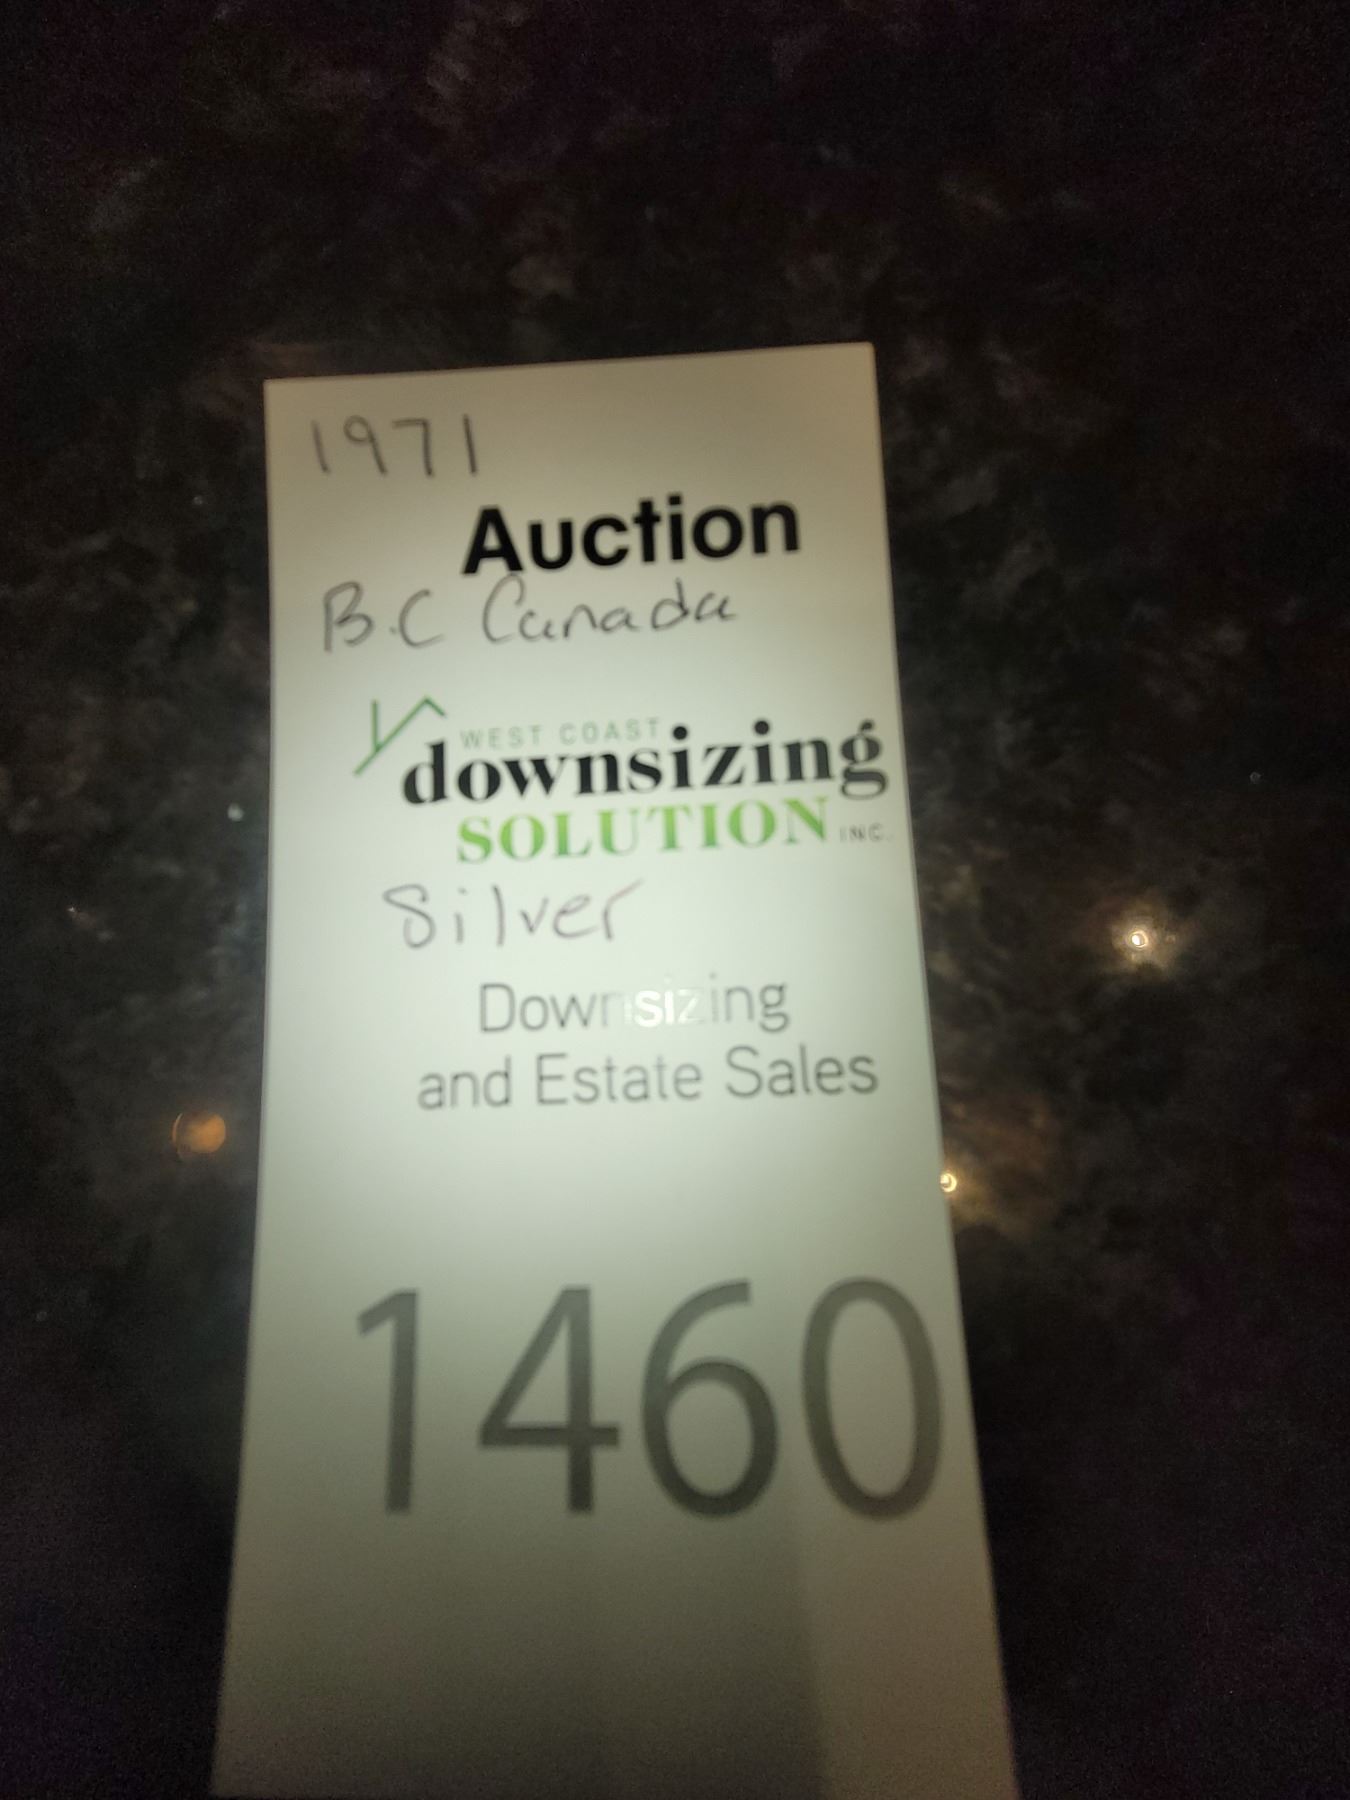 1971
Auction
B.C Canada
WEST COAST
downsizing
SOLUTION INC.
Silver
Downsizing
and Estate Sales
1460